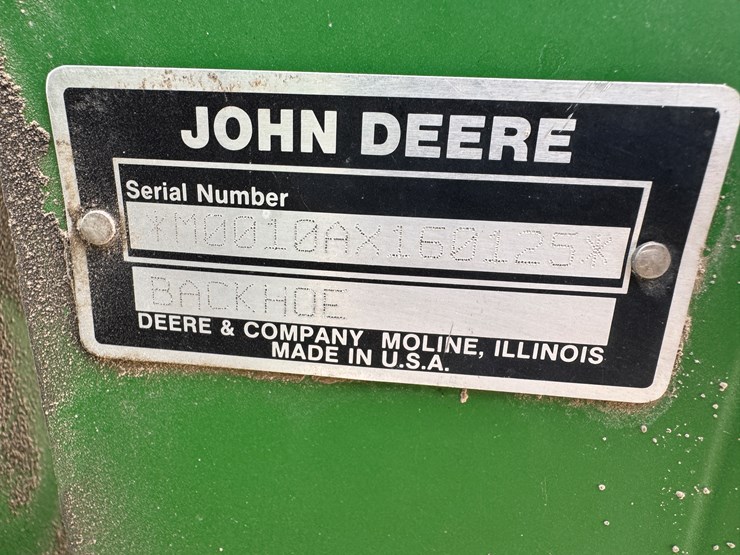 JOHN DEERE
Serial Number
*M0010AX160125*
BACKHOE
DEERE & COMPANY MOLINE, ILLINOIS
MADE IN U.S.A.